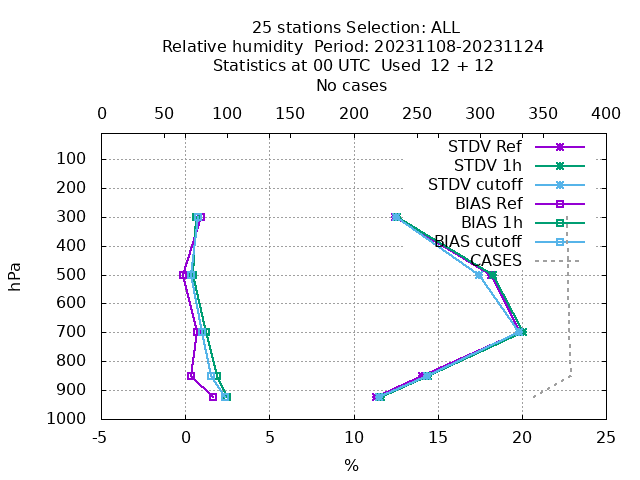 25 stations Selection: ALL
Relative humidity  Period: 20231108-20231124
Statistics at 00 UTC  Used  12 + 12
No cases
0 50 100 150 200 250 300 350 400
STDV Ref
STDV 1h
STDV cutoff
BIAS Ref
BIAS 1h
BIAS cutoff
CASES
100
200
300
400
500
600
700
800
900
1000
hPa
-5 0 5 10 15 20 25
%